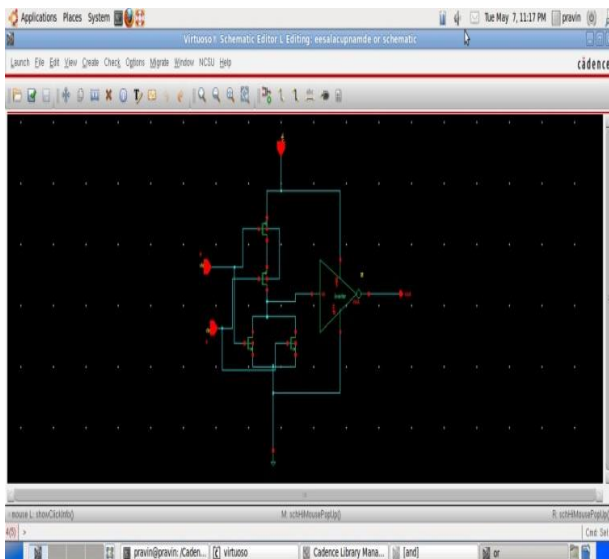 Applications Places System Tue May 7, 11:17 PM pravin
Virtuoso® Schematic Editor L Editing: eesalacupnamde or schematic
Launch File Edit View Create Check Options Migrate Window NCSU Help cādence
mouse L: showClickInfo() M: schHiMousePopUp() R: schHiMousePopUp()
4(5) > Cmd: Sel:
pravin@pravin: /Caden... virtuoso Cadence Library Mana... [and] or